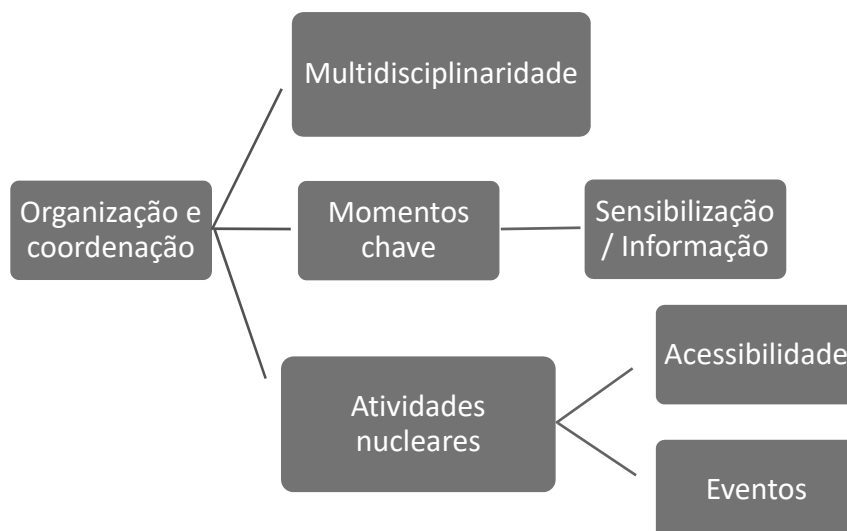 Multidisciplinaridade
Organização e
coordenação
Momentos
chave
Sensibilização
/ Informação
Acessibilidade
Atividades
nucleares
Eventos